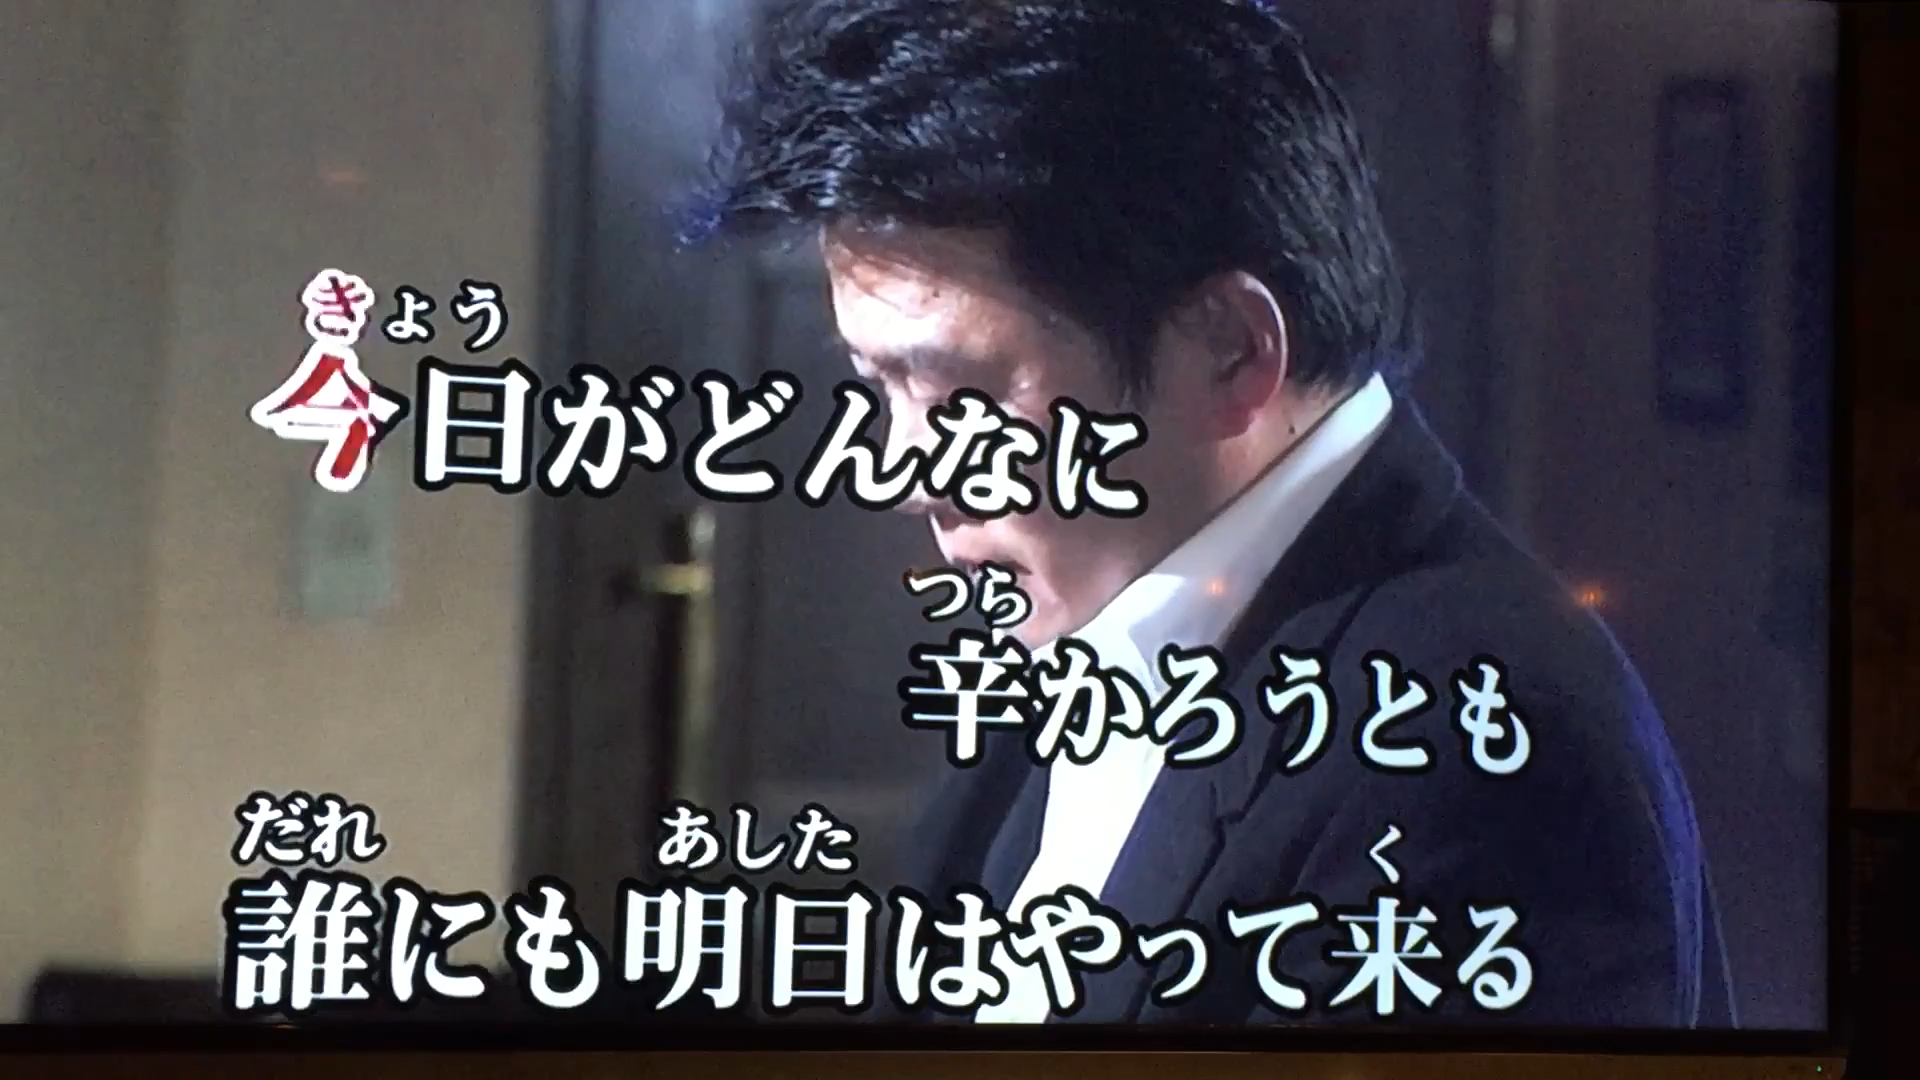 きょう
今日がどんなに
つら
辛かろうとも
だれ あした く
誰にも明日はやって来る